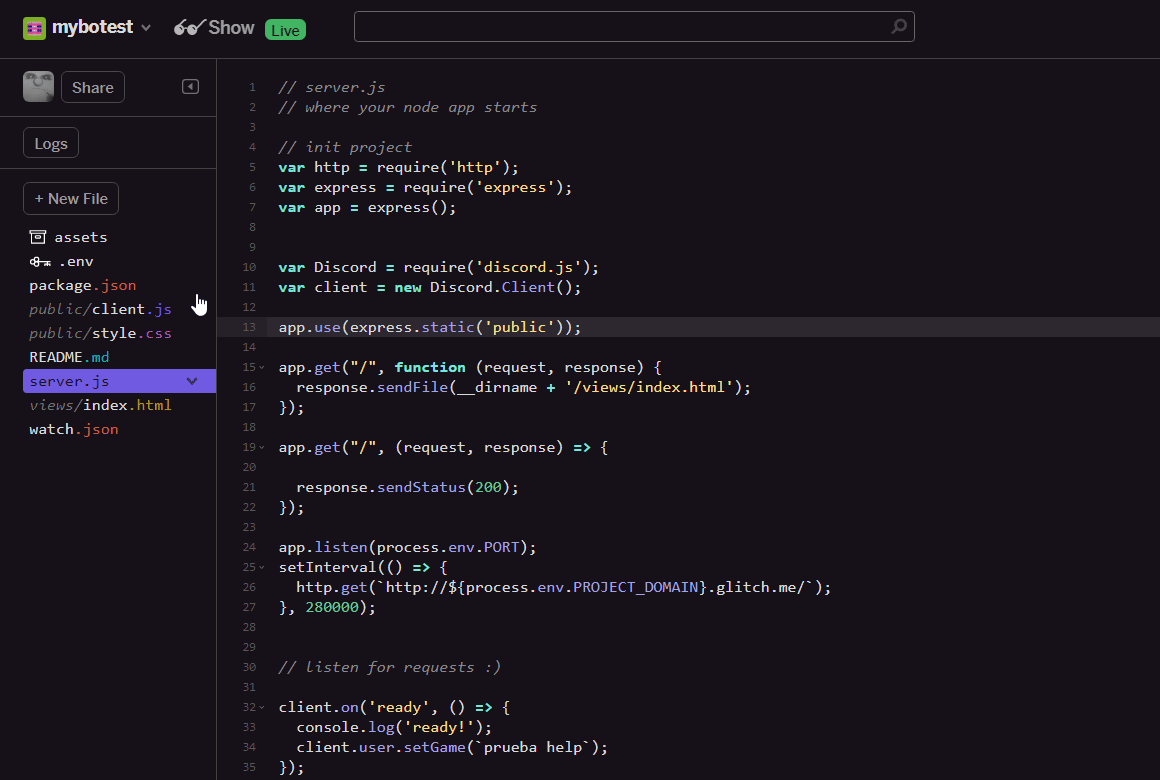 mybotest
Show
Live
Share
Logs
+ New File
assets
.env
package.json
public/client.js
public/style.css
README.md
server.js
views/index.html
watch.json
1 // server.js
2 // where your node app starts
3
4 // init project
5 var http = require('http');
6 var express = require('express');
7 var app = express();
8
9
10 var Discord = require('discord.js');
11 var client = new Discord.Client();
12
13 app.use(express.static('public'));
14
15 app.get("/", function (request, response) {
16   response.sendFile(__dirname + '/views/index.html');
17 });
18
19 app.get("/", (request, response) => {
20
21   response.sendStatus(200);
22 });
23
24 app.listen(process.env.PORT);
25 setInterval(() => {
26   http.get(`http://${process.env.PROJECT_DOMAIN}.glitch.me/`);
27 }, 280000);
28
29
30 // listen for requests :)
31
32 client.on('ready', () => {
33   console.log('ready!');
34   client.user.setGame(`prueba help`);
35 });